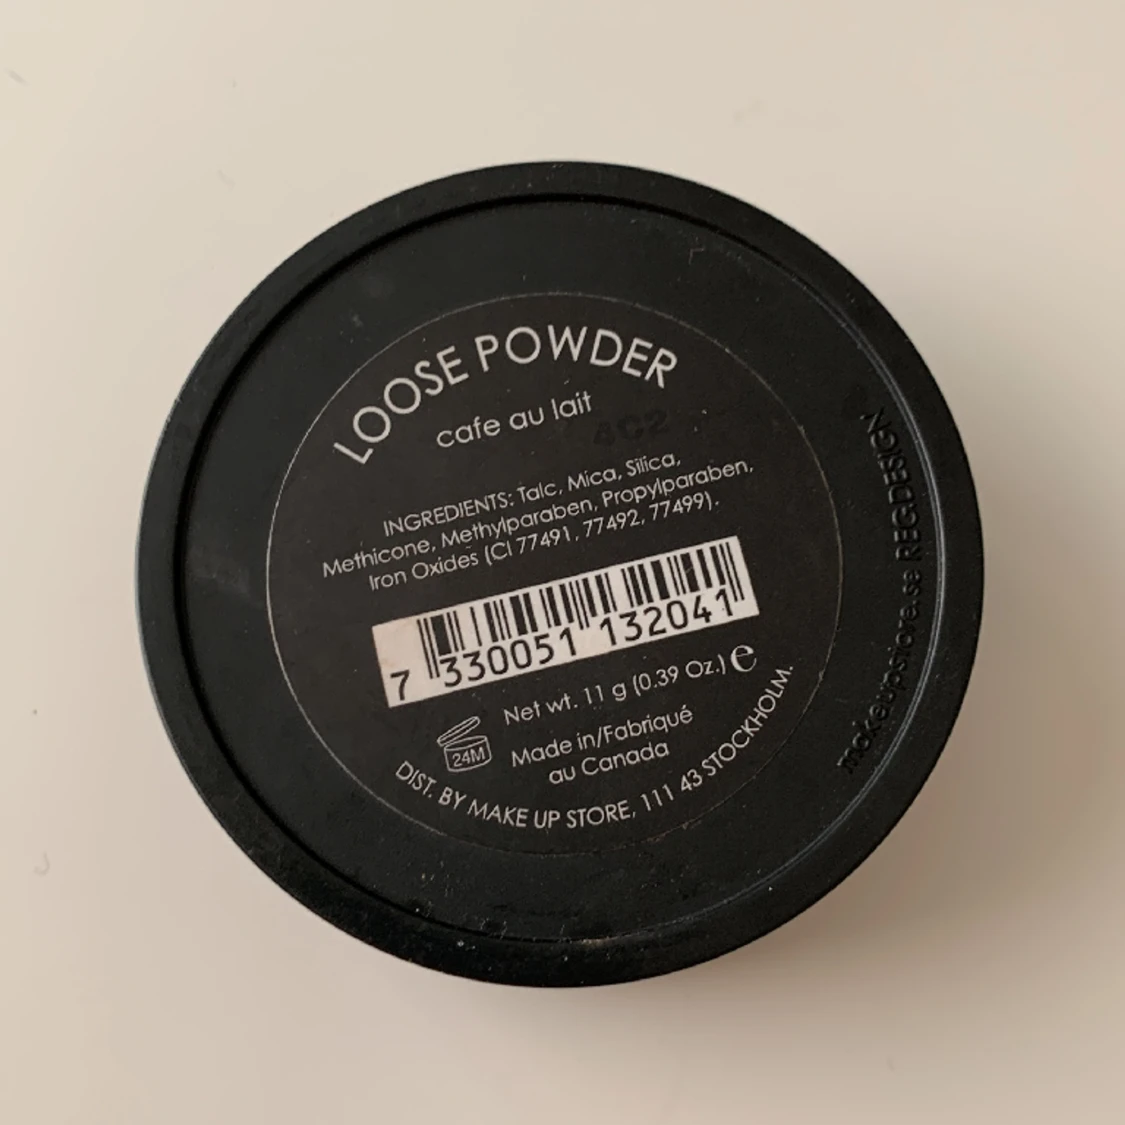 LOOSE POWDER
cafe au lait
4C2
INGREDIENTS: Talc, Mica, Silica,
Methicone, Methylparaben, Propylparaben,
Iron Oxides (CI 77491, 77492, 77499).
7 330051 132041
Net wt. 11 g (0.39 Oz.) e
24M
Made in/Fabriqué
au Canada
DIST. BY MAKE UP STORE, 111 43 STOCKHOLM.
makeupstore.se REGDESIGN